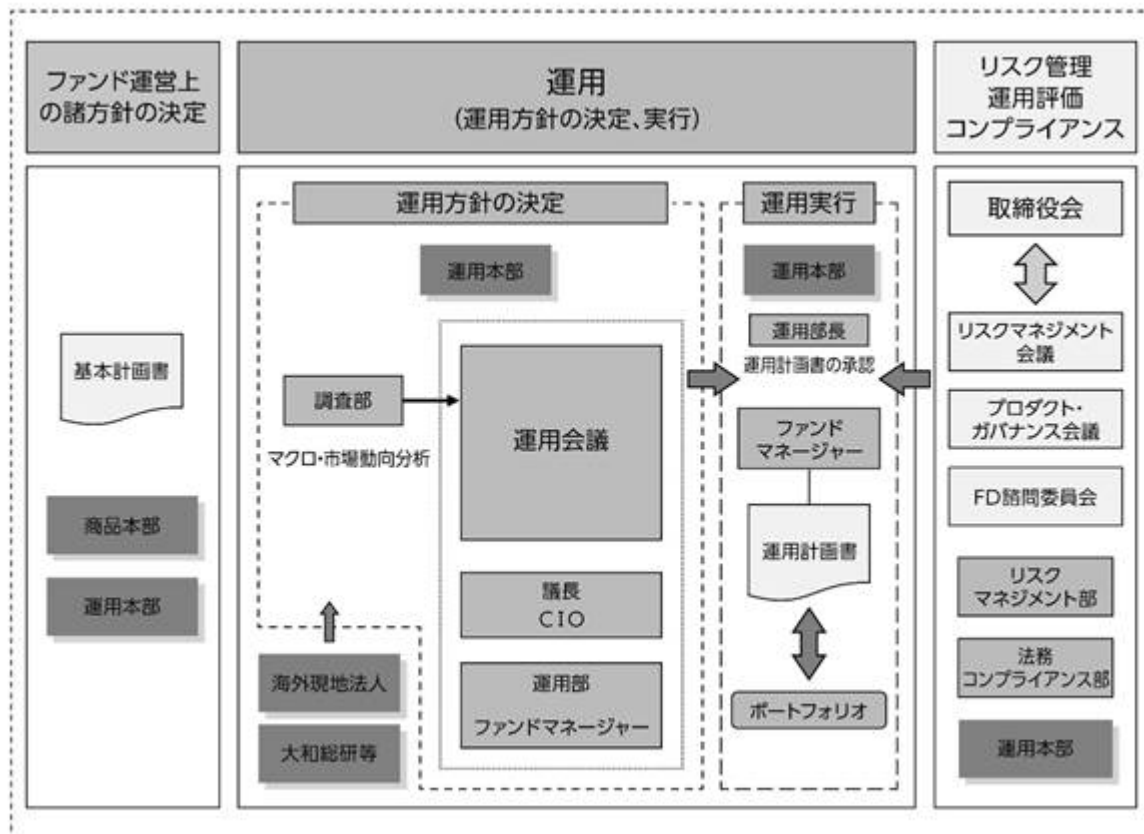 ファンド運営上
の諸方針の決定
運用
(運用方針の決定、実行)
リスク管理
運用評価
コンプライアンス
基本計画書
商品本部
運用本部
運用方針の決定
運用本部
調査部
マクロ・市場動向分析
運用会議
議長
CIO
運用部
ファンドマネージャー
海外現地法人
大和総研等
運用実行
運用本部
運用部長
運用計画書の承認
ファンド
マネージャー
運用計画書
ポートフォリオ
取締役会
リスクマネジメント
会議
プロダクト・
ガバナンス会議
FD諮問委員会
リスク
マネジメント部
法務
コンプライアンス部
運用本部